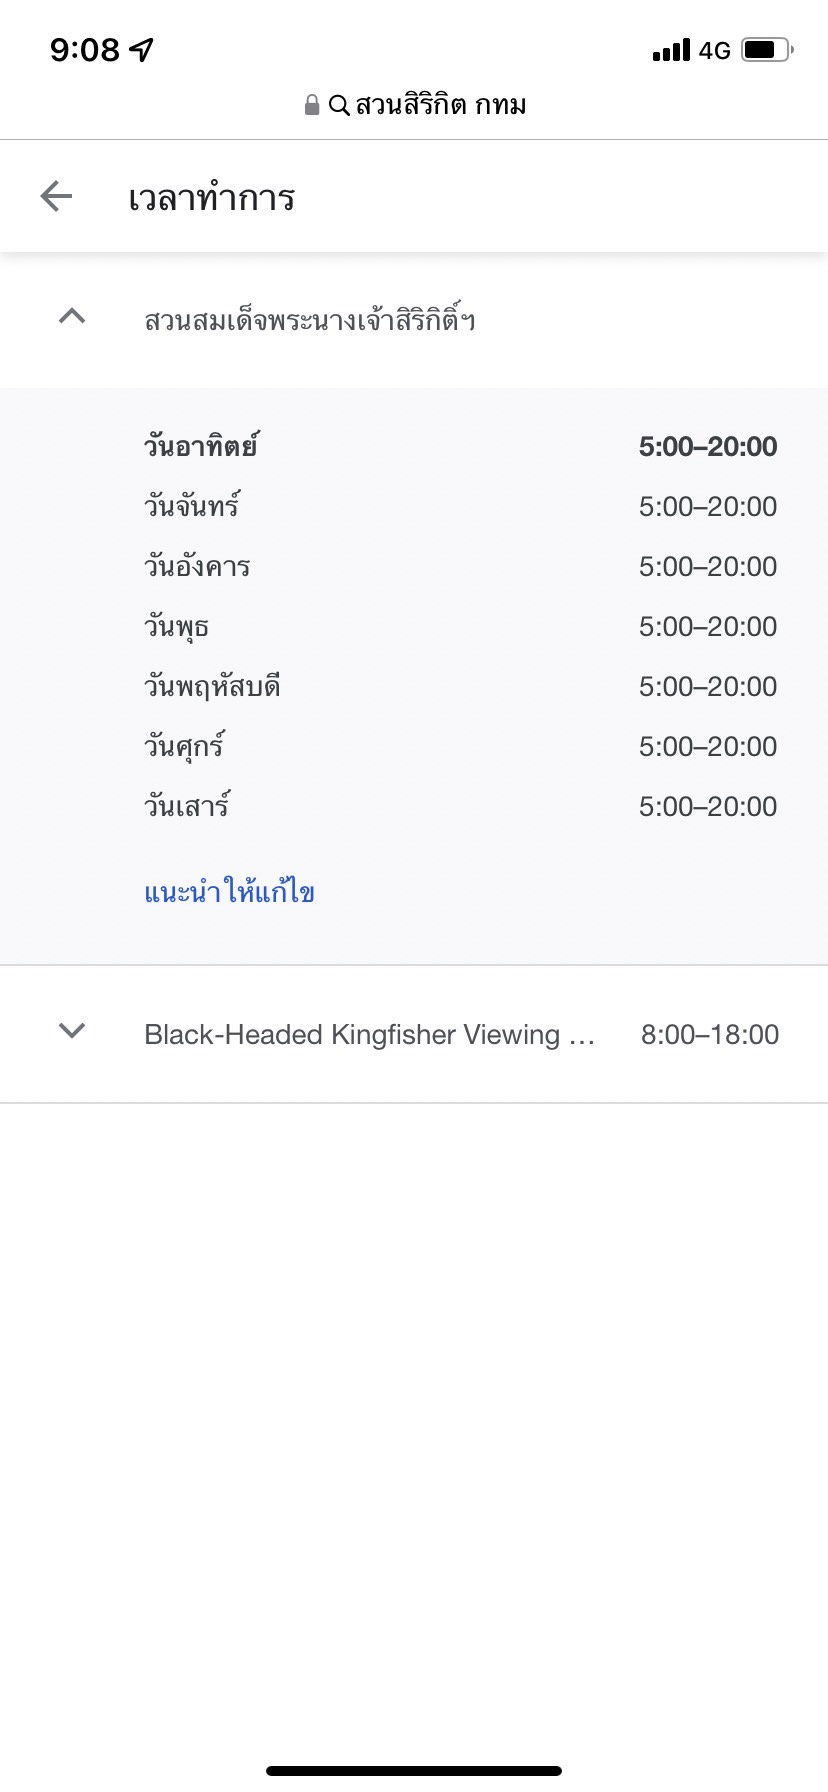 9:08
4G
สวนสิริกิต กทม
เวลาทำการ
สวนสมเด็จพระนางเจ้าสิริกิติ์ฯ
วันอาทิตย์ 5:00–20:00
วันจันทร์ 5:00–20:00
วันอังคาร 5:00–20:00
วันพุธ 5:00–20:00
วันพฤหัสบดี 5:00–20:00
วันศุกร์ 5:00–20:00
วันเสาร์ 5:00–20:00
แนะนำให้แก้ไข
Black-Headed Kingfisher Viewing ... 8:00–18:00